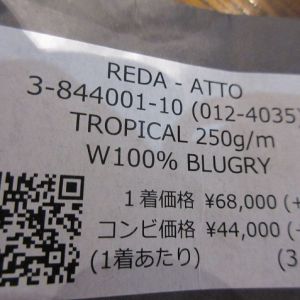 REDA - ATTO
3-844001-10 (012-4035)
TROPICAL 250g/m
W100% BLUGRY
1着価格 ¥68,000 (+
コンビ価格 ¥44,000 (+
(1着あたり) (3